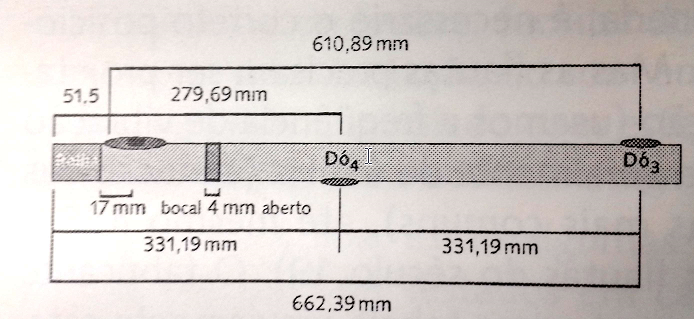 610,89 mm
51,5
279,69 mm
Rolha
Dó4
Dó3
17 mm
bocal 4 mm aberto
331,19 mm
331,19 mm
662,39 mm